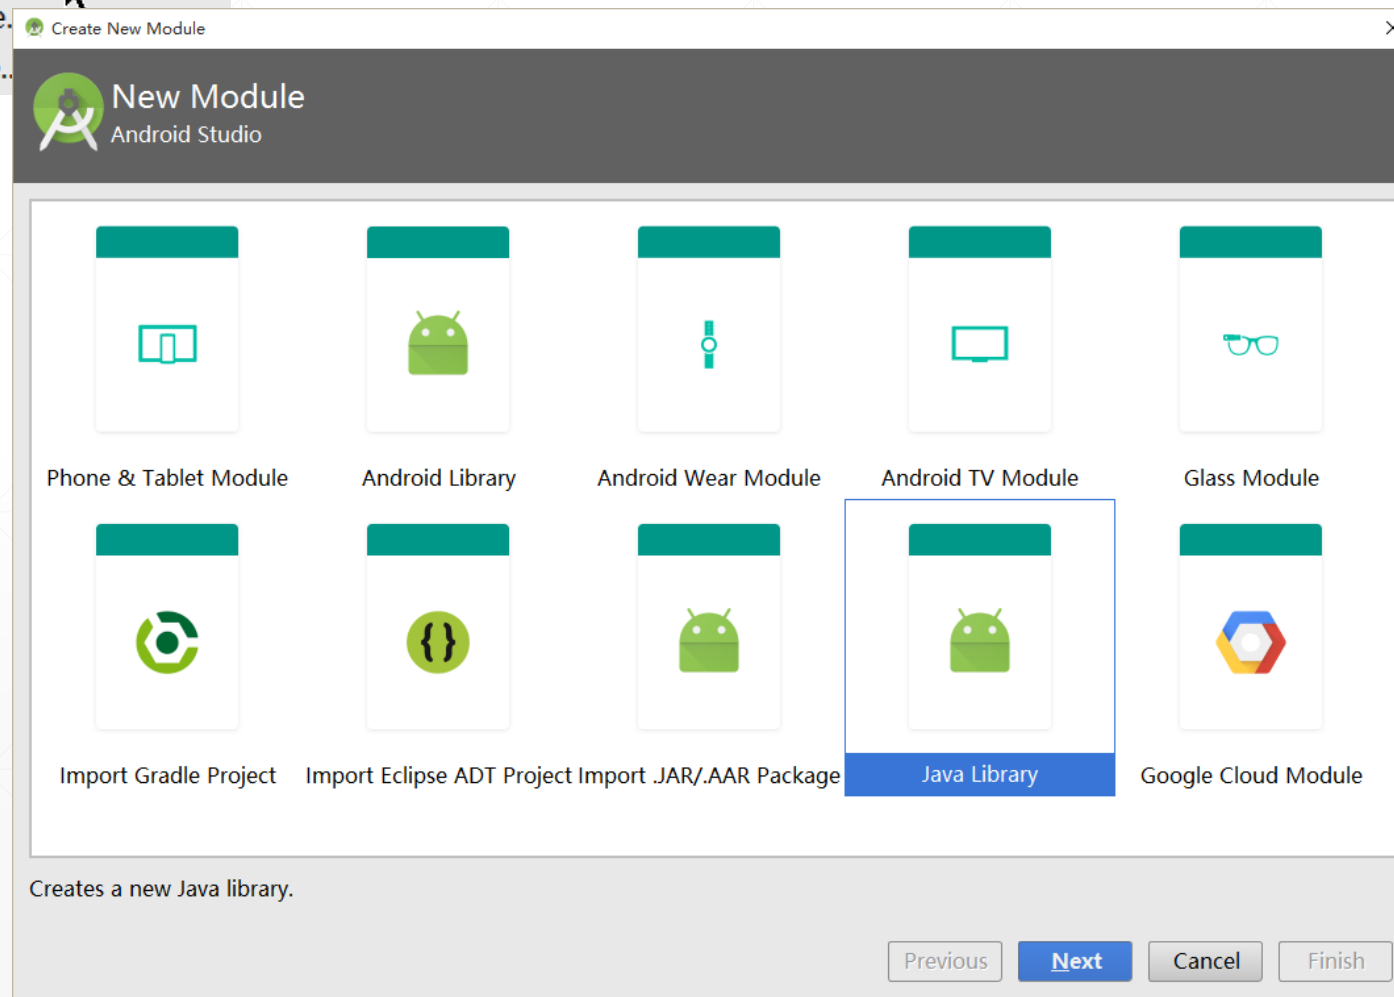 Create New Module
New Module
Android Studio
Phone & Tablet Module
Android Library
Android Wear Module
Android TV Module
Glass Module
Import Gradle Project
Import Eclipse ADT Project
Import .JAR/.AAR Package
Java Library
Google Cloud Module
Creates a new Java library.
Previous
Next
Cancel
Finish